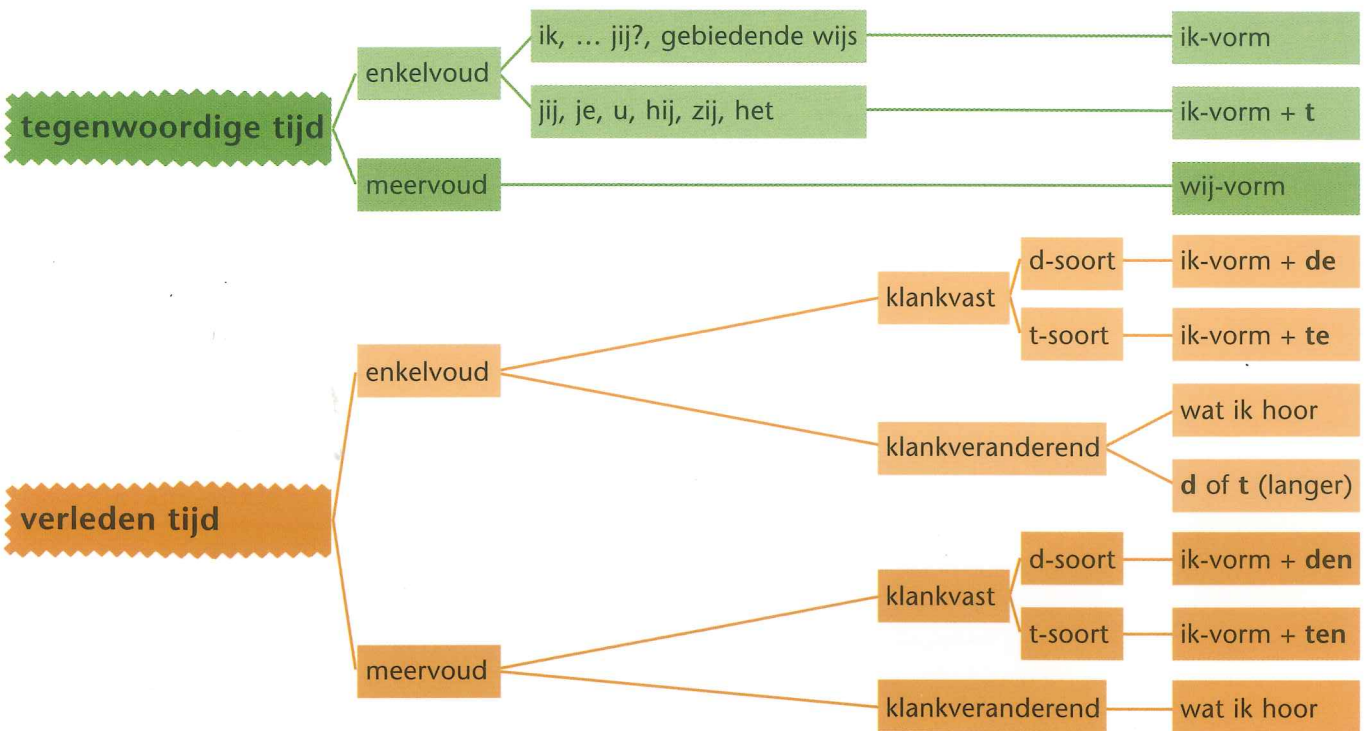 tegenwoordige tijd
enkelvoud
ik, ... jij?, gebiedende wijs
ik-vorm
jij, je, u, hij, zij, het
ik-vorm + t
meervoud
wij-vorm
verleden tijd
enkelvoud
klankvast
d-soort
ik-vorm + de
t-soort
ik-vorm + te
klankveranderend
wat ik hoor
d of t (langer)
meervoud
klankvast
d-soort
ik-vorm + den
t-soort
ik-vorm + ten
klankveranderend
wat ik hoor